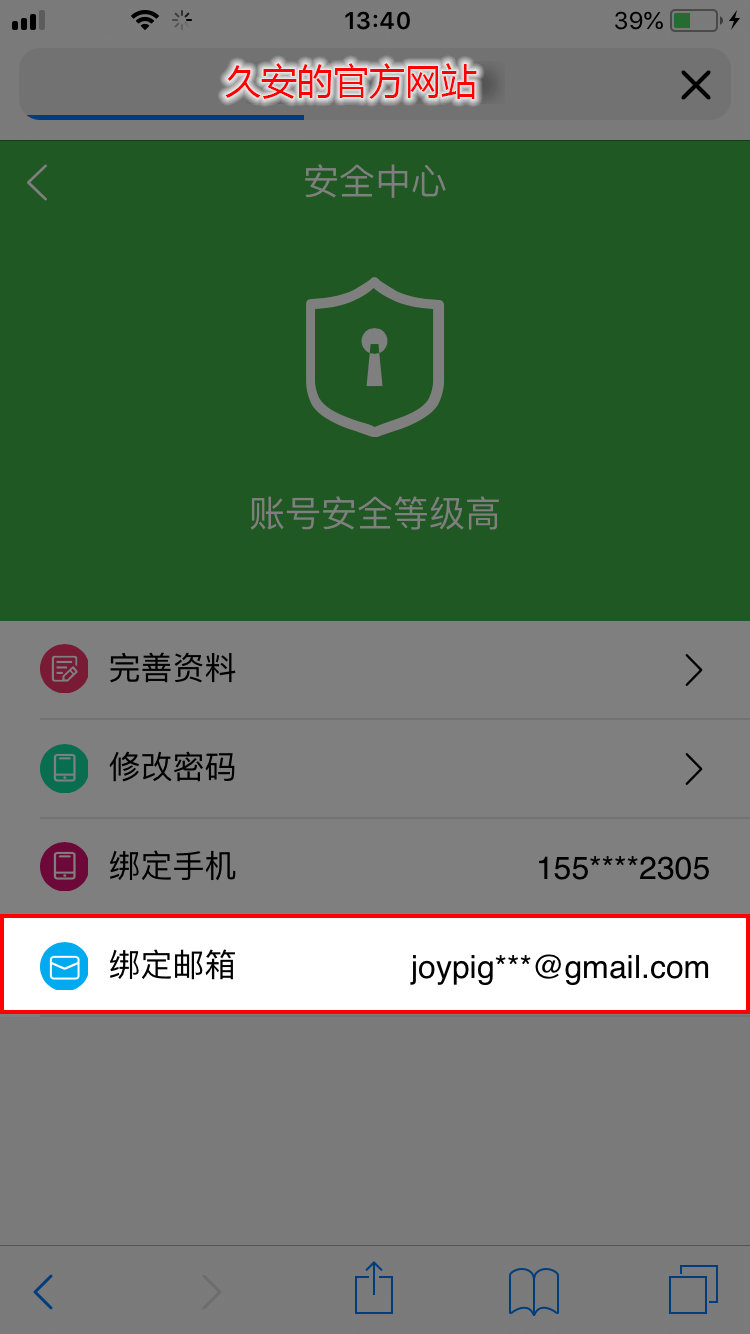 13:40
39%
久安的官方网站
安全中心
账号安全等级高
完善资料
修改密码
绑定手机 155****2305
绑定邮箱 joypig***@gmail.com